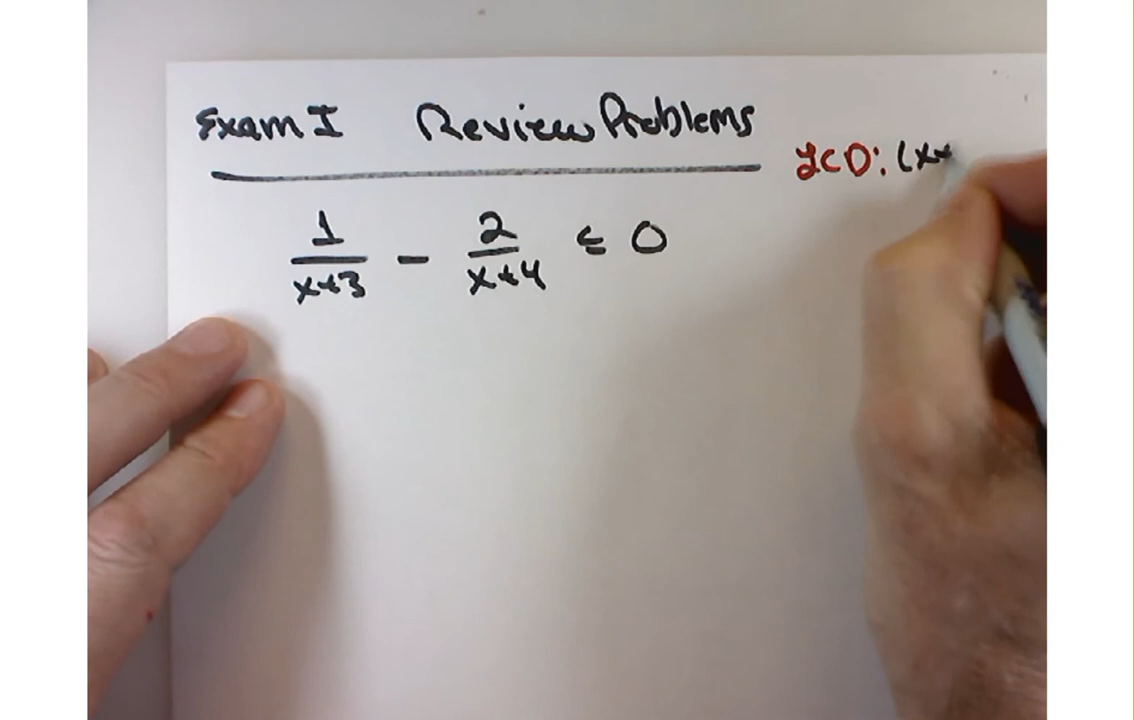 Exam I Review Problems
LCD: (x+
1/(x+3) - 2/(x+4) ≤ 0